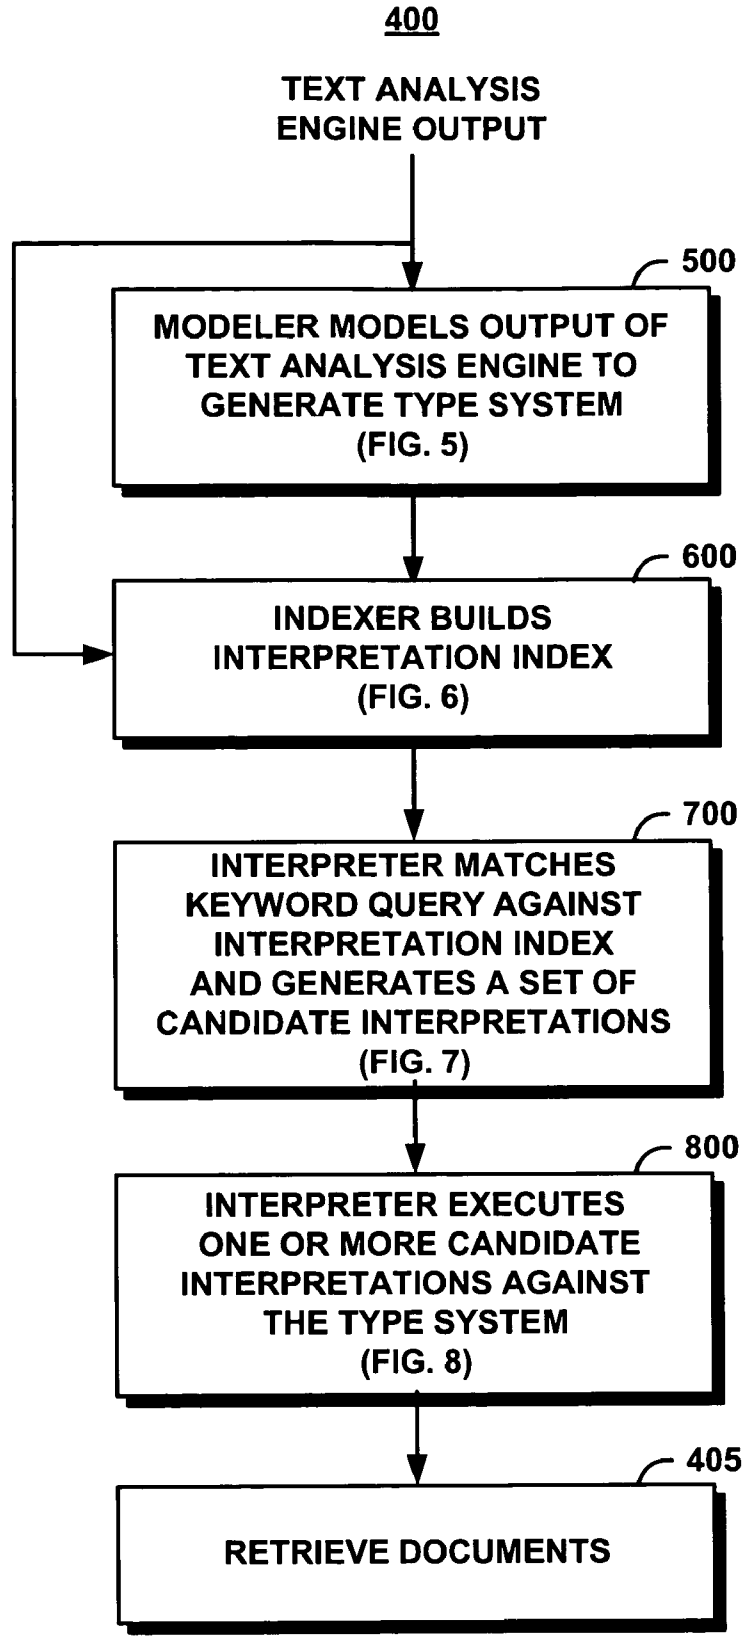 400
TEXT ANALYSIS
ENGINE OUTPUT
500
MODELER MODELS OUTPUT OF
TEXT ANALYSIS ENGINE TO
GENERATE TYPE SYSTEM
(FIG. 5)
600
INDEXER BUILDS
INTERPRETATION INDEX
(FIG. 6)
700
INTERPRETER MATCHES
KEYWORD QUERY AGAINST
INTERPRETATION INDEX
AND GENERATES A SET OF
CANDIDATE INTERPRETATIONS
(FIG. 7)
800
INTERPRETER EXECUTES
ONE OR MORE CANDIDATE
INTERPRETATIONS AGAINST
THE TYPE SYSTEM
(FIG. 8)
405
RETRIEVE DOCUMENTS